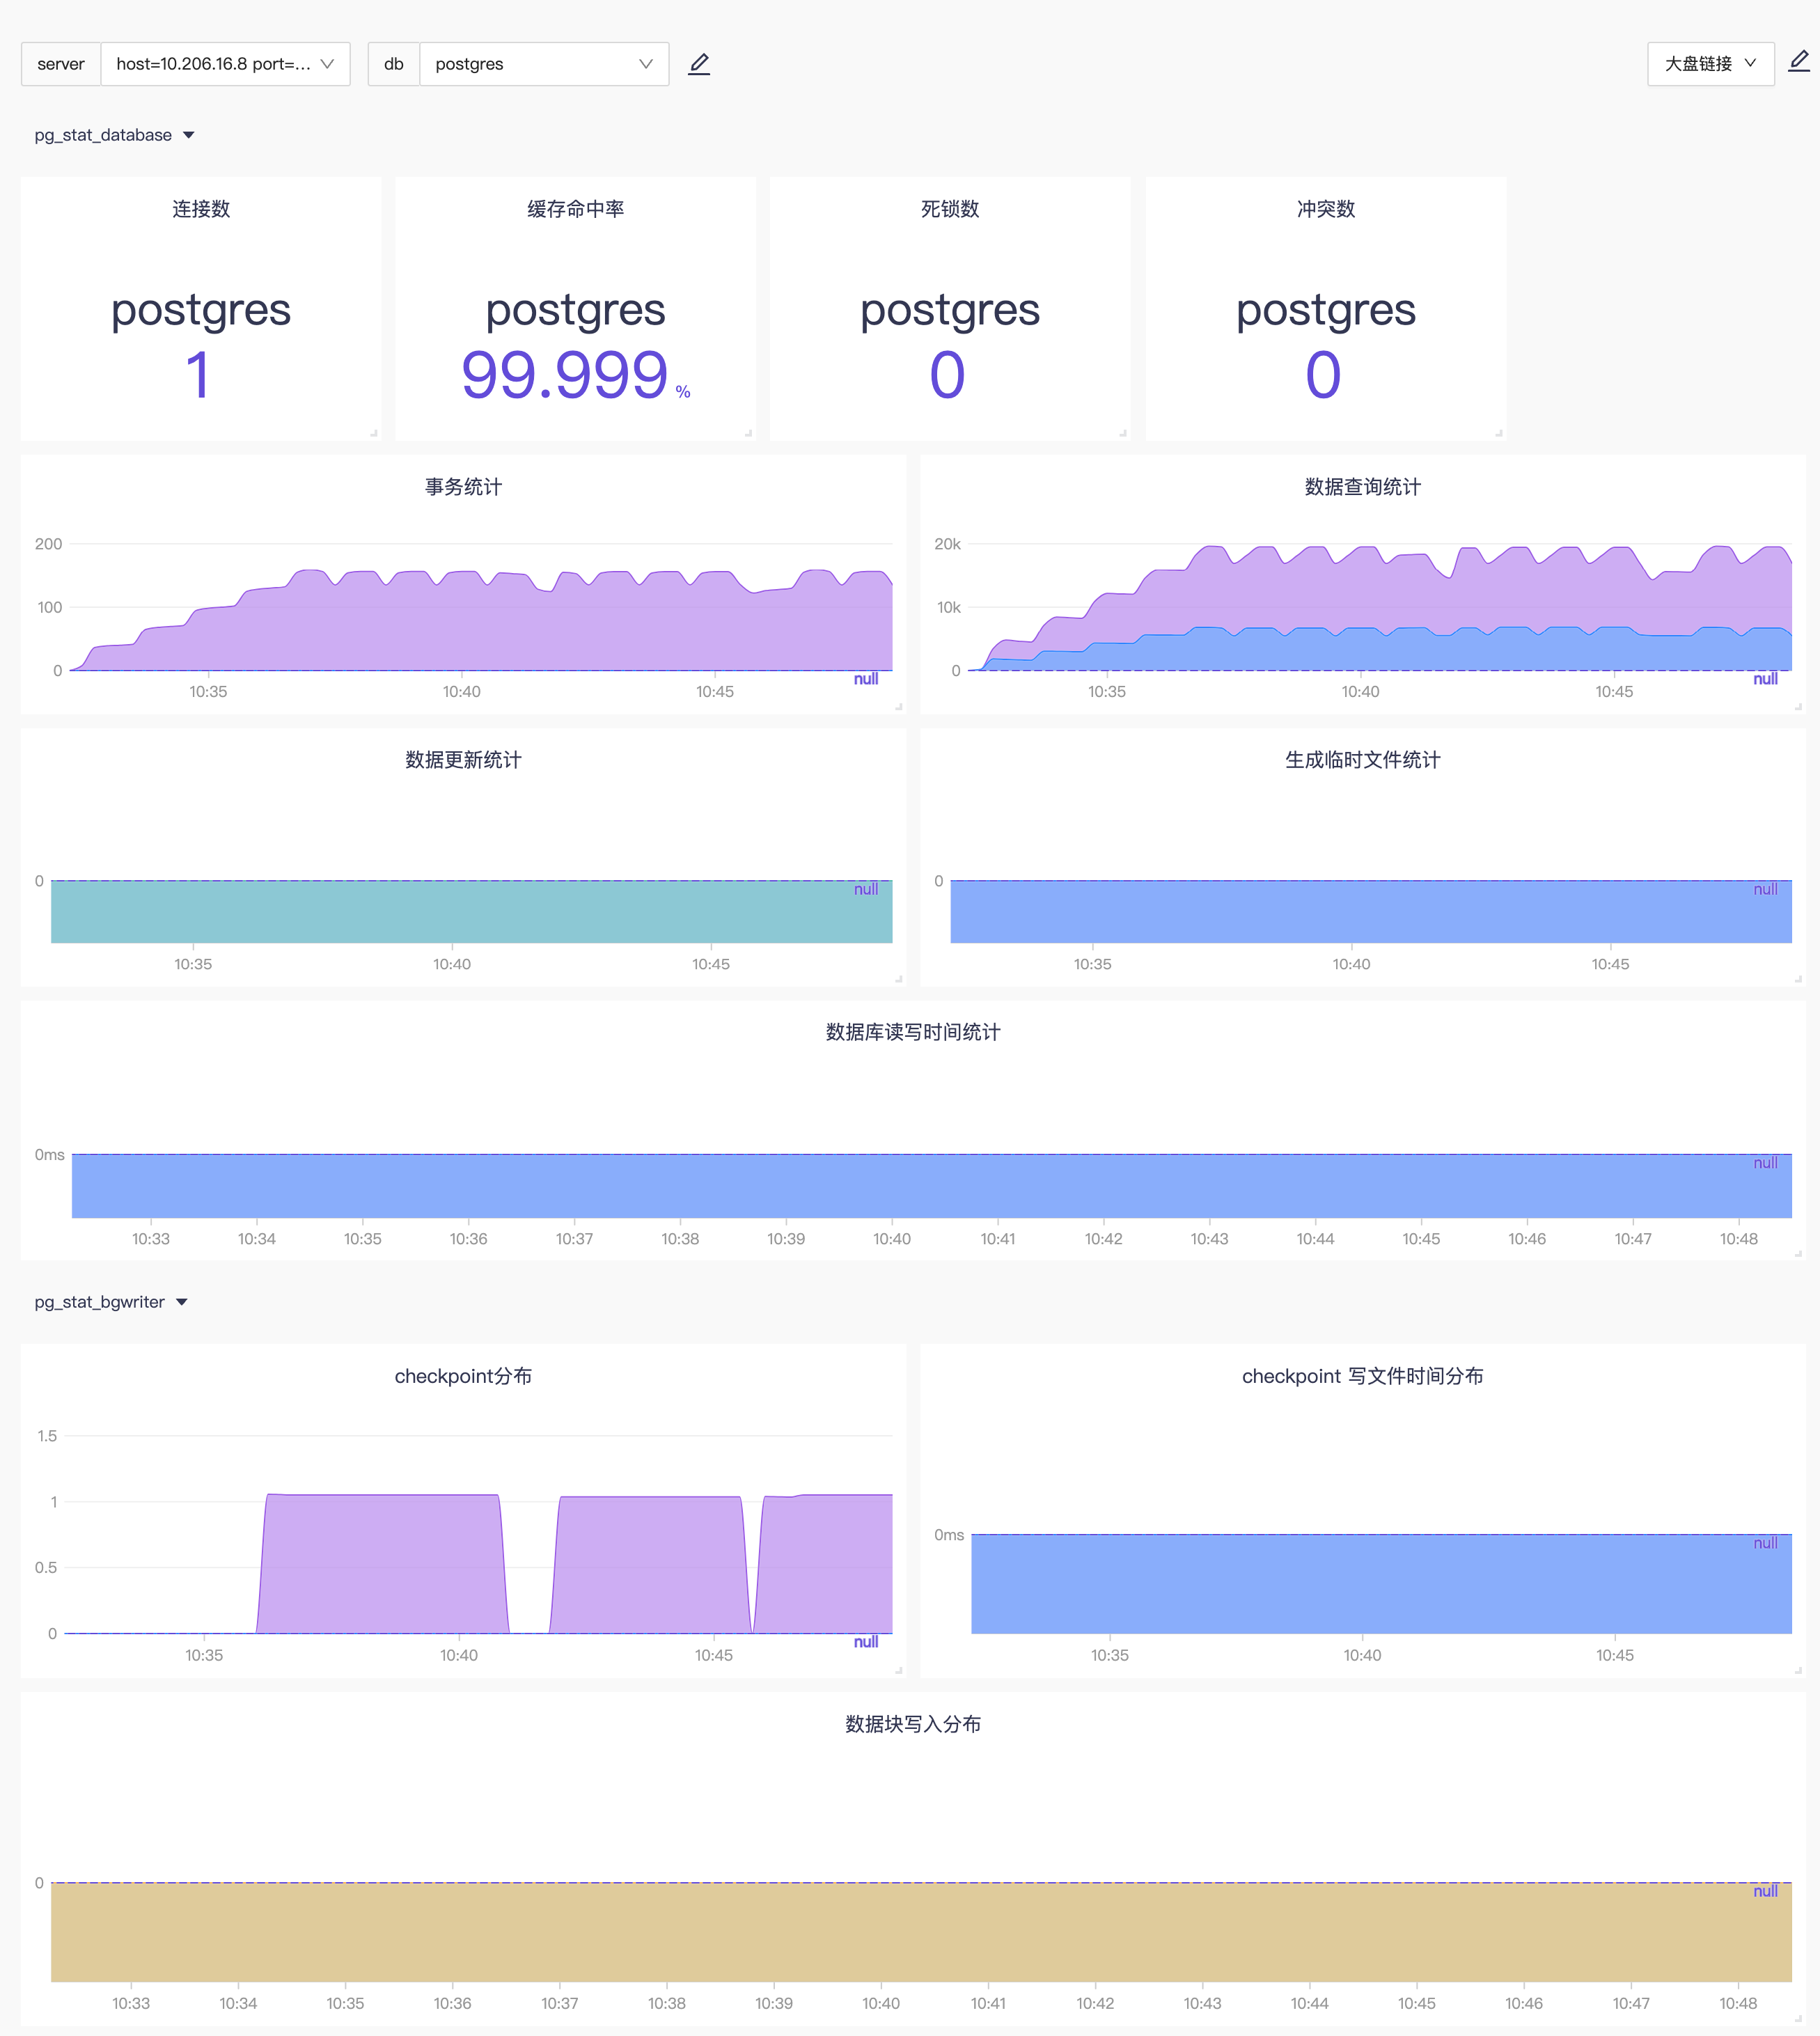 server host=10.206.16.8 port=... db postgres 大盘链接
pg_stat_database
连接数 缓存命中率 死锁数 冲突数
postgres postgres postgres postgres
1 99.999 % 0 0
事务统计
200
100
0
null
10:35 10:40 10:45
数据查询统计
20k
10k
0
null
10:35 10:40 10:45
数据更新统计
0
null
10:35 10:40 10:45
生成临时文件统计
0
null
10:35 10:40 10:45
数据库读写时间统计
0ms
null
10:33 10:34 10:35 10:36 10:37 10:38 10:39 10:40 10:41 10:42 10:43 10:44 10:45 10:46 10:47 10:48
pg_stat_bgwriter
checkpoint分布
1.5
1
0.5
0
null
10:35 10:40 10:45
checkpoint 写文件时间分布
0ms
null
10:35 10:40 10:45
数据块写入分布
0
null
10:33 10:34 10:35 10:36 10:37 10:38 10:39 10:40 10:41 10:42 10:43 10:44 10:45 10:46 10:47 10:48